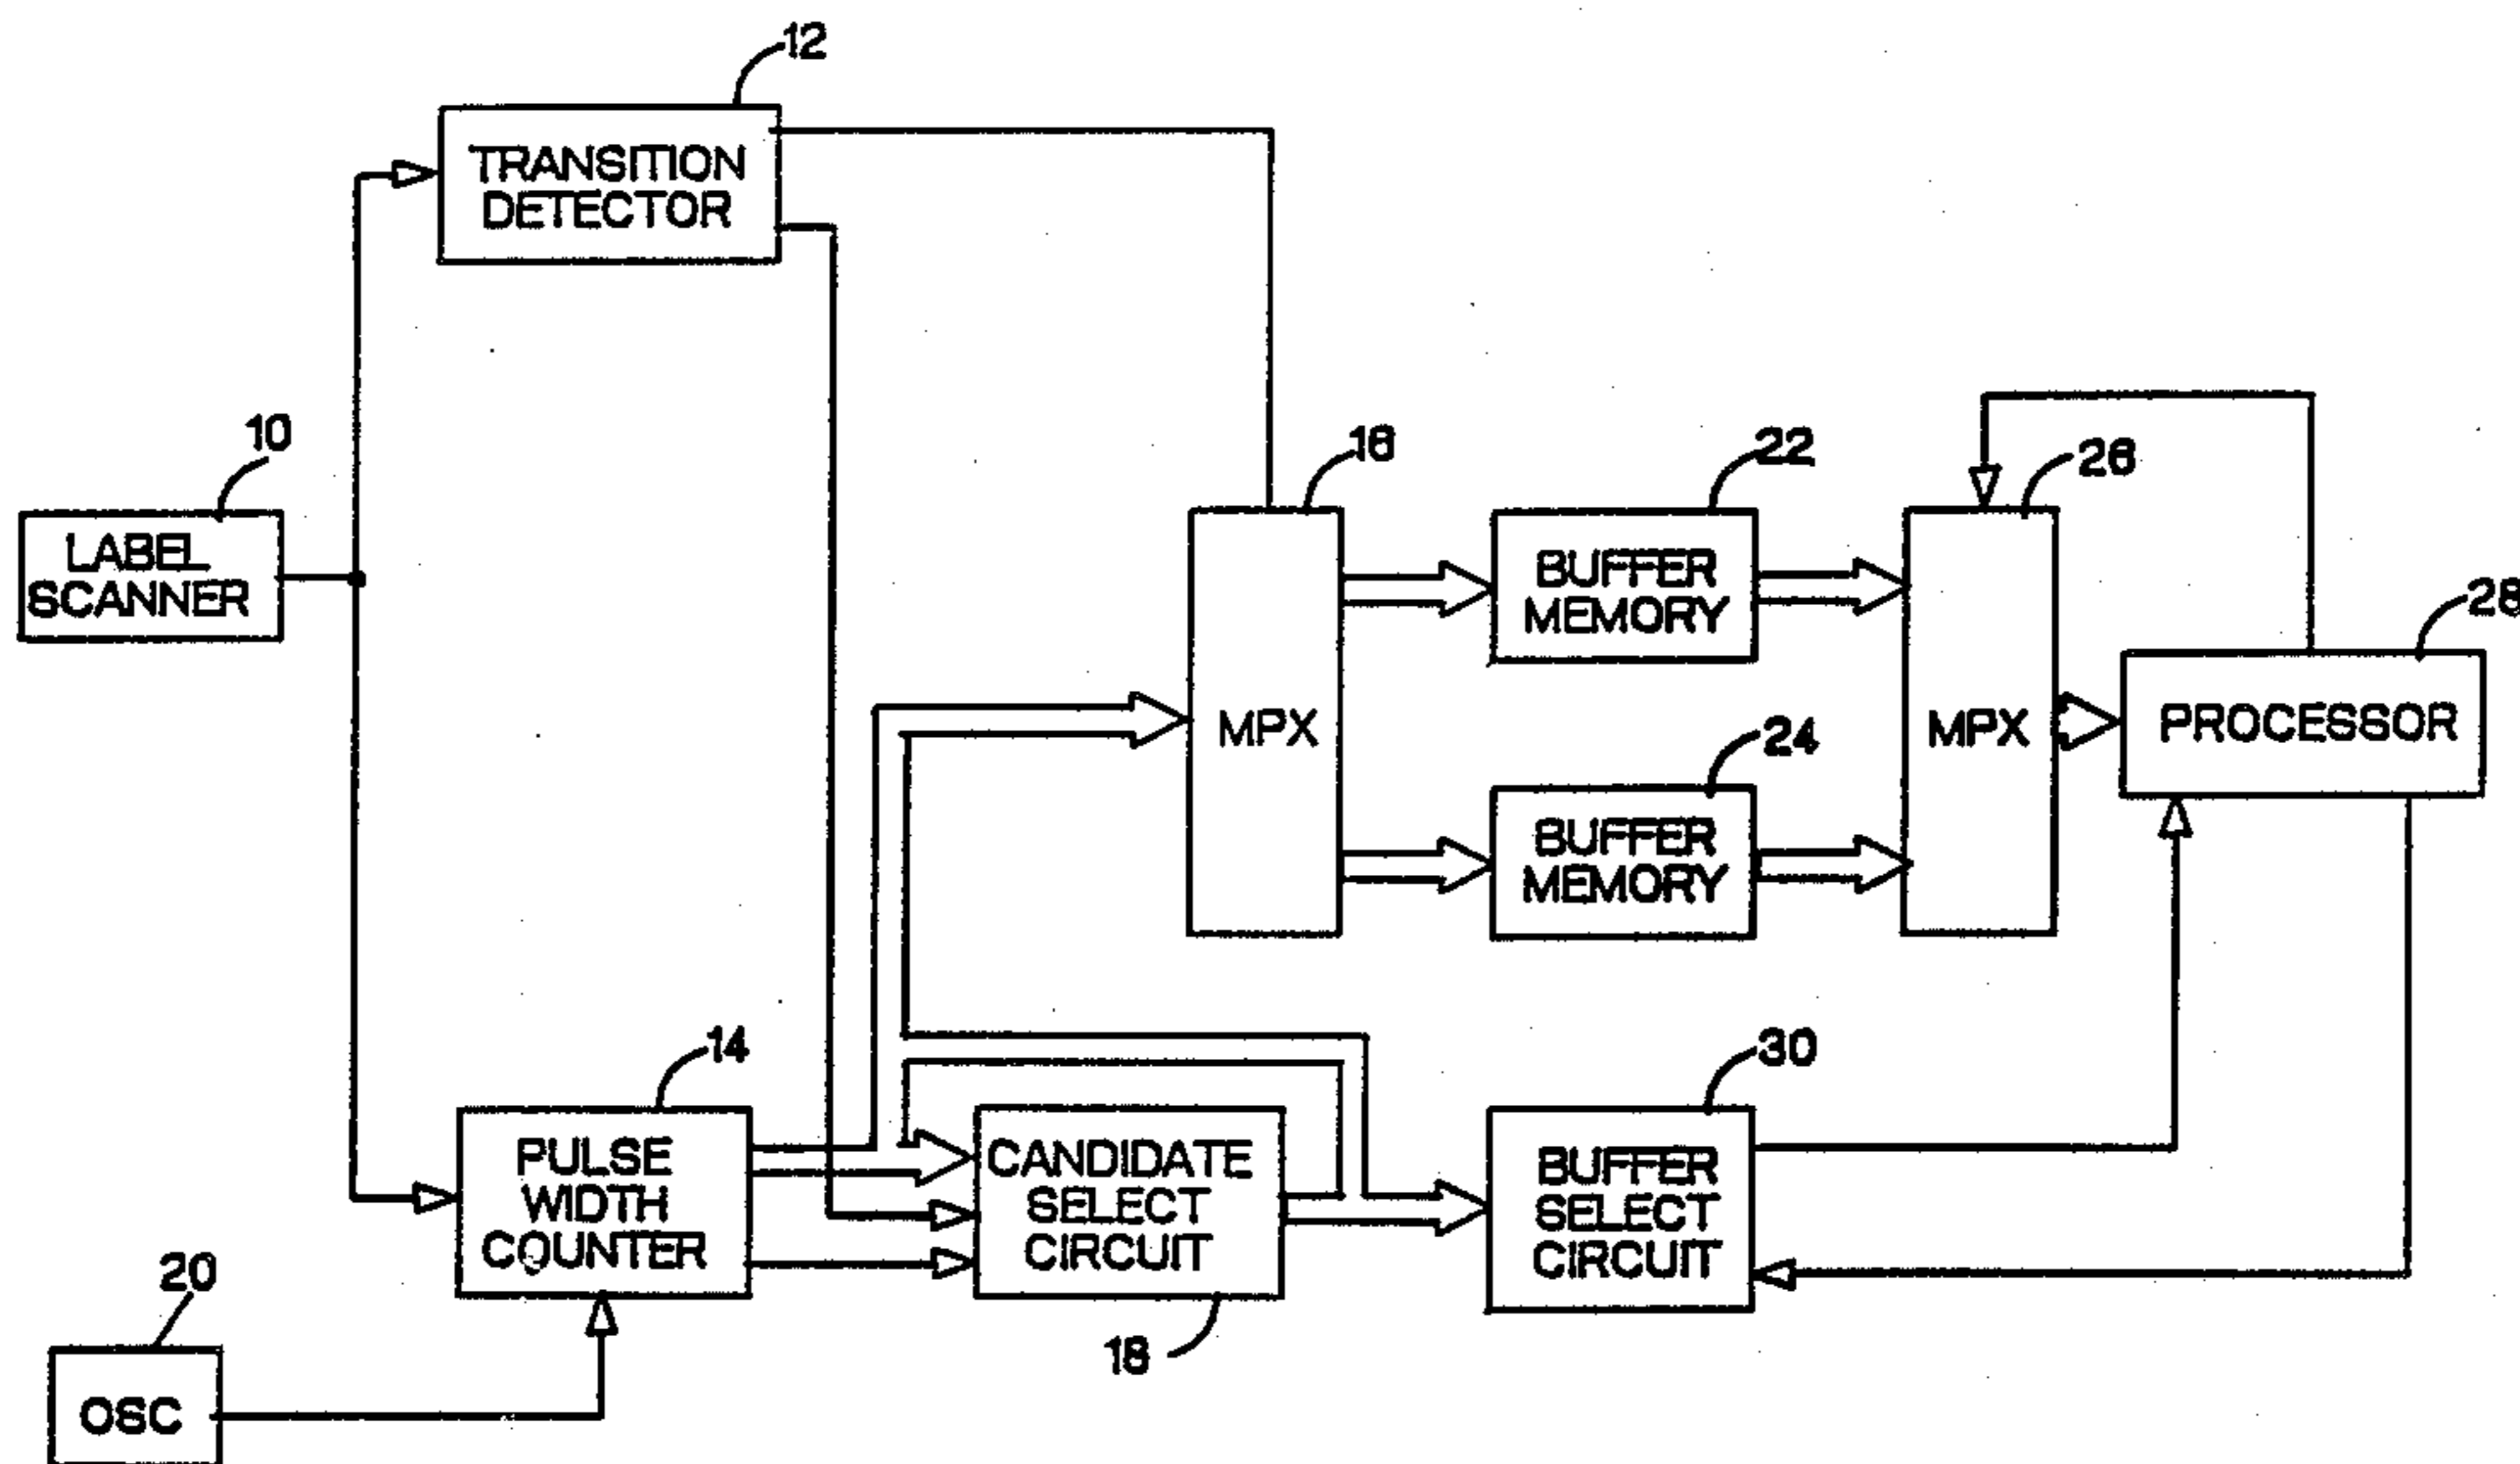 12
TRANSITION
DETECTOR
10
LABEL
SCANNER
16
22
26
BUFFER
MEMORY
28
MPX
MPX
PROCESSOR
24
BUFFER
MEMORY
14
30
PULSE
WIDTH
COUNTER
CANDIDATE
SELECT
CIRCUIT
BUFFER
SELECT
CIRCUIT
20
18
OSC